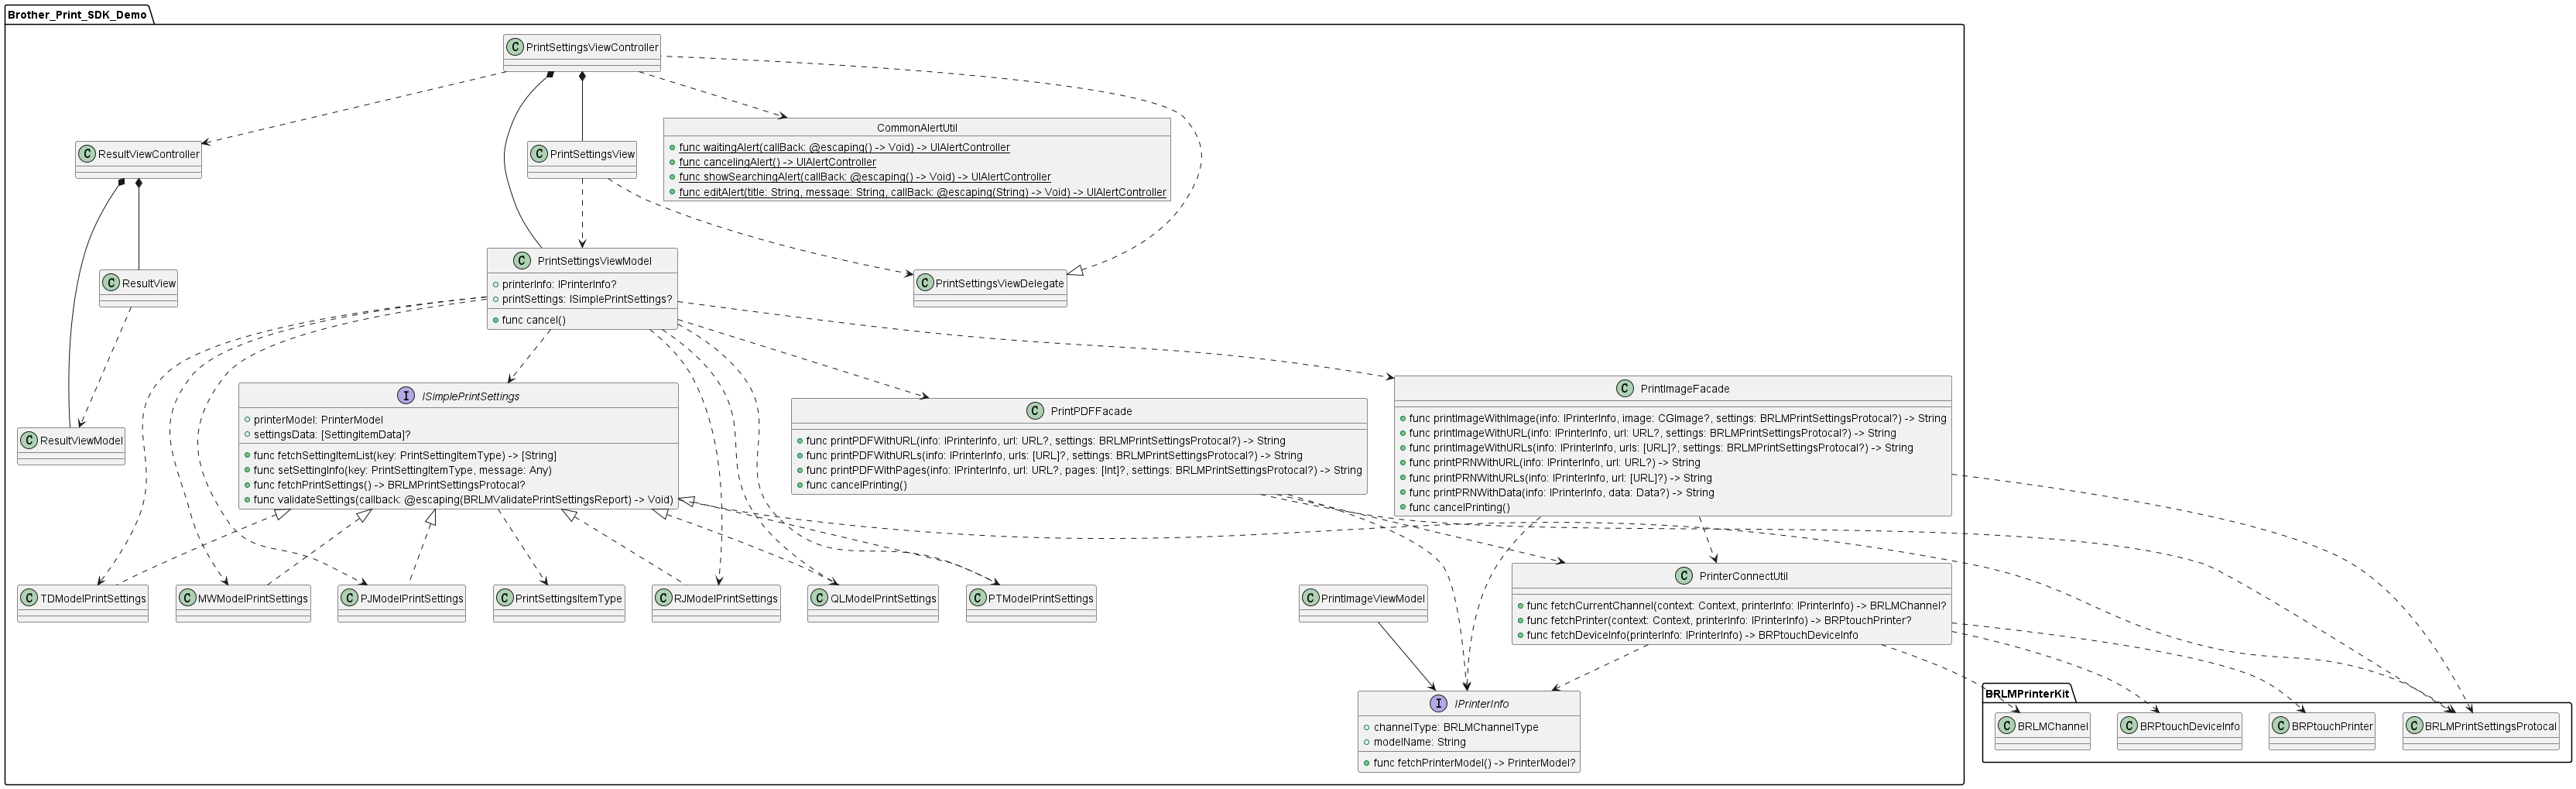 Brother_Print_SDK_Demo
C PrintSettingsViewController
C ResultViewController
C PrintSettingsView
CommonAlertUtil
func waitingAlert(callBack: @escaping() -> Void) -> UIAlertController
func cancelingAlert() -> UIAlertController
func showSearchingAlert(callBack: @escaping() -> Void) -> UIAlertController
func editAlert(title: String, message: String, callBack: @escaping(String) -> Void) -> UIAlertController
C ResultView
C PrintSettingsViewModel
printerInfo: IPrinterInfo?
printSettings: ISimplePrintSettings?
func cancel()
C PrintSettingsViewDelegate
C ResultViewModel
I ISimplePrintSettings
printerModel: PrinterModel
settingsData: [SettingItemData]?
func fetchSettingItemList(key: PrintSettingItemType) -> [String]
func setSettingInfo(key: PrintSettingItemType, message: Any)
func fetchPrintSettings() -> BRLMPrintSettingsProtocal?
func validateSettings(callback: @escaping(BRLMValidatePrintSettingsReport) -> Void)
C PrintPDFFacade
func printPDFWithURL(info: IPrinterInfo, url: URL?, settings: BRLMPrintSettingsProtocal?) -> String
func printPDFWithURLs(info: IPrinterInfo, urls: [URL]?, settings: BRLMPrintSettingsProtocal?) -> String
func printPDFWithPages(info: IPrinterInfo, url: URL?, pages: [Int]?, settings: BRLMPrintSettingsProtocal?) -> String
func cancelPrinting()
C PrintImageFacade
func printImageWithImage(info: IPrinterInfo, image: CGImage?, settings: BRLMPrintSettingsProtocal?) -> String
func printImageWithURL(info: IPrinterInfo, url: URL?, settings: BRLMPrintSettingsProtocal?) -> String
func printImageWithURLs(info: IPrinterInfo, urls: [URL]?, settings: BRLMPrintSettingsProtocal?) -> String
func printPRNWithURL(info: IPrinterInfo, url: URL?) -> String
func printPRNWithURLs(info: IPrinterInfo, url: [URL]?) -> String
func printPRNWithData(info: IPrinterInfo, data: Data?) -> String
func cancelPrinting()
C TDModelPrintSettings
C MWModelPrintSettings
C PJModelPrintSettings
C PrintSettingsItemType
C RJModelPrintSettings
C QLModelPrintSettings
C PTModelPrintSettings
C PrintImageViewModel
C PrinterConnectUtil
func fetchCurrentChannel(context: Context, printerInfo: IPrinterInfo) -> BRLMChannel?
func fetchPrinter(context: Context, printerInfo: IPrinterInfo) -> BRPtouchPrinter?
func fetchDeviceInfo(printerInfo: IPrinterInfo) -> BRPtouchDeviceInfo
I IPrinterInfo
channelType: BRLMChannelType
modelName: String
func fetchPrinterModel() -> PrinterModel?
BRLMPrinterKit
C BRLMChannel
C BRPtouchDeviceInfo
C BRPtouchPrinter
C BRLMPrintSettingsProtocal